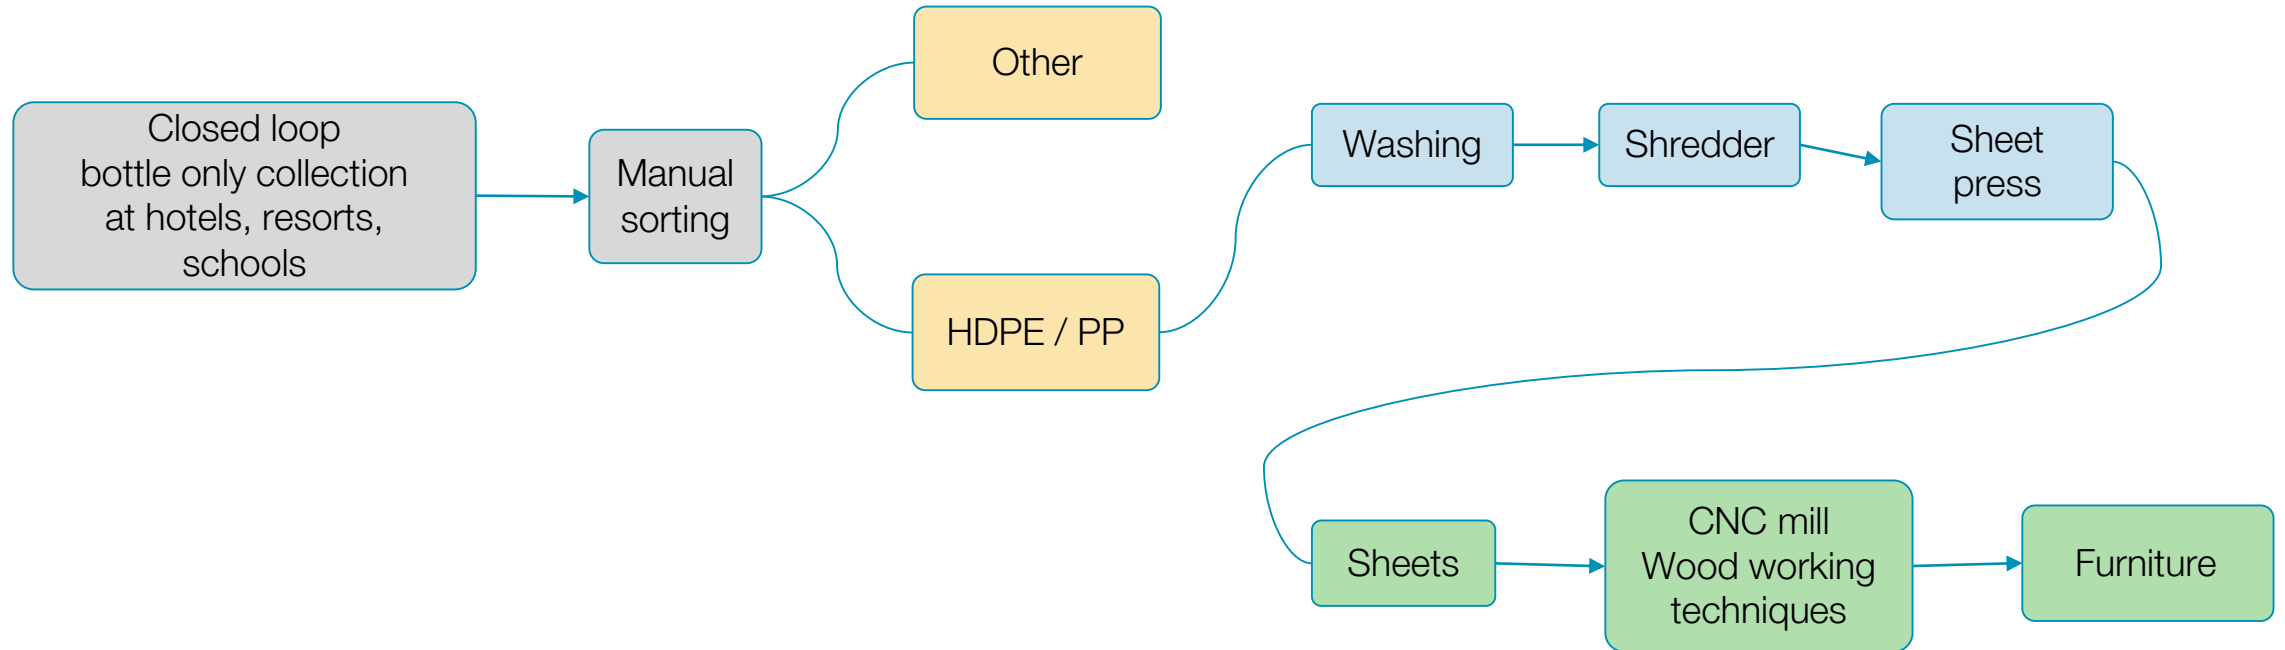 Closed loop
bottle only collection
at hotels, resorts,
schools
Manual
sorting
Other
HDPE / PP
Washing
Shredder
Sheet
press
Sheets
CNC mill
Wood working
techniques
Furniture